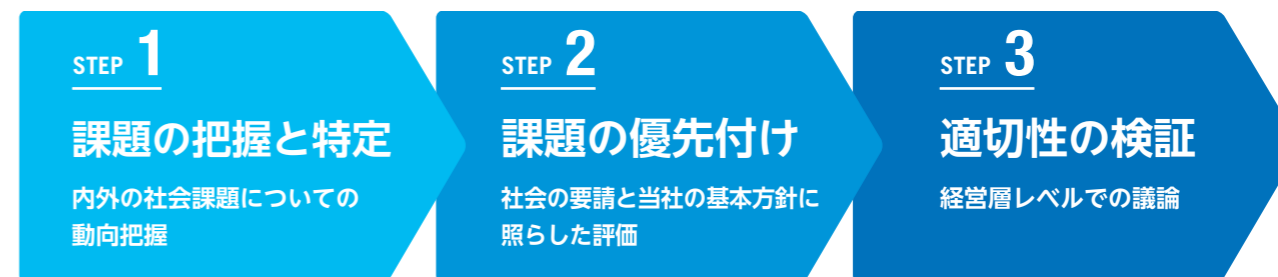 STEP 1
課題の把握と特定
内外の社会課題についての
動向把握
STEP 2
課題の優先付け
社会の要請と当社の基本方針に
照らした評価
STEP 3
適切性の検証
経営層レベルでの議論